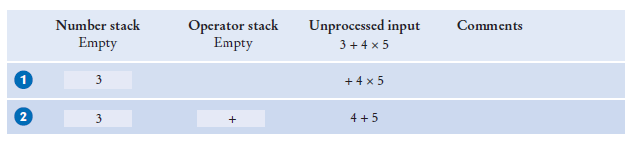 Number stack Operator stack Unprocessed input Comments
Empty Empty 3 + 4 × 5
1 3 + 4 × 5
2 3 + 4 + 5